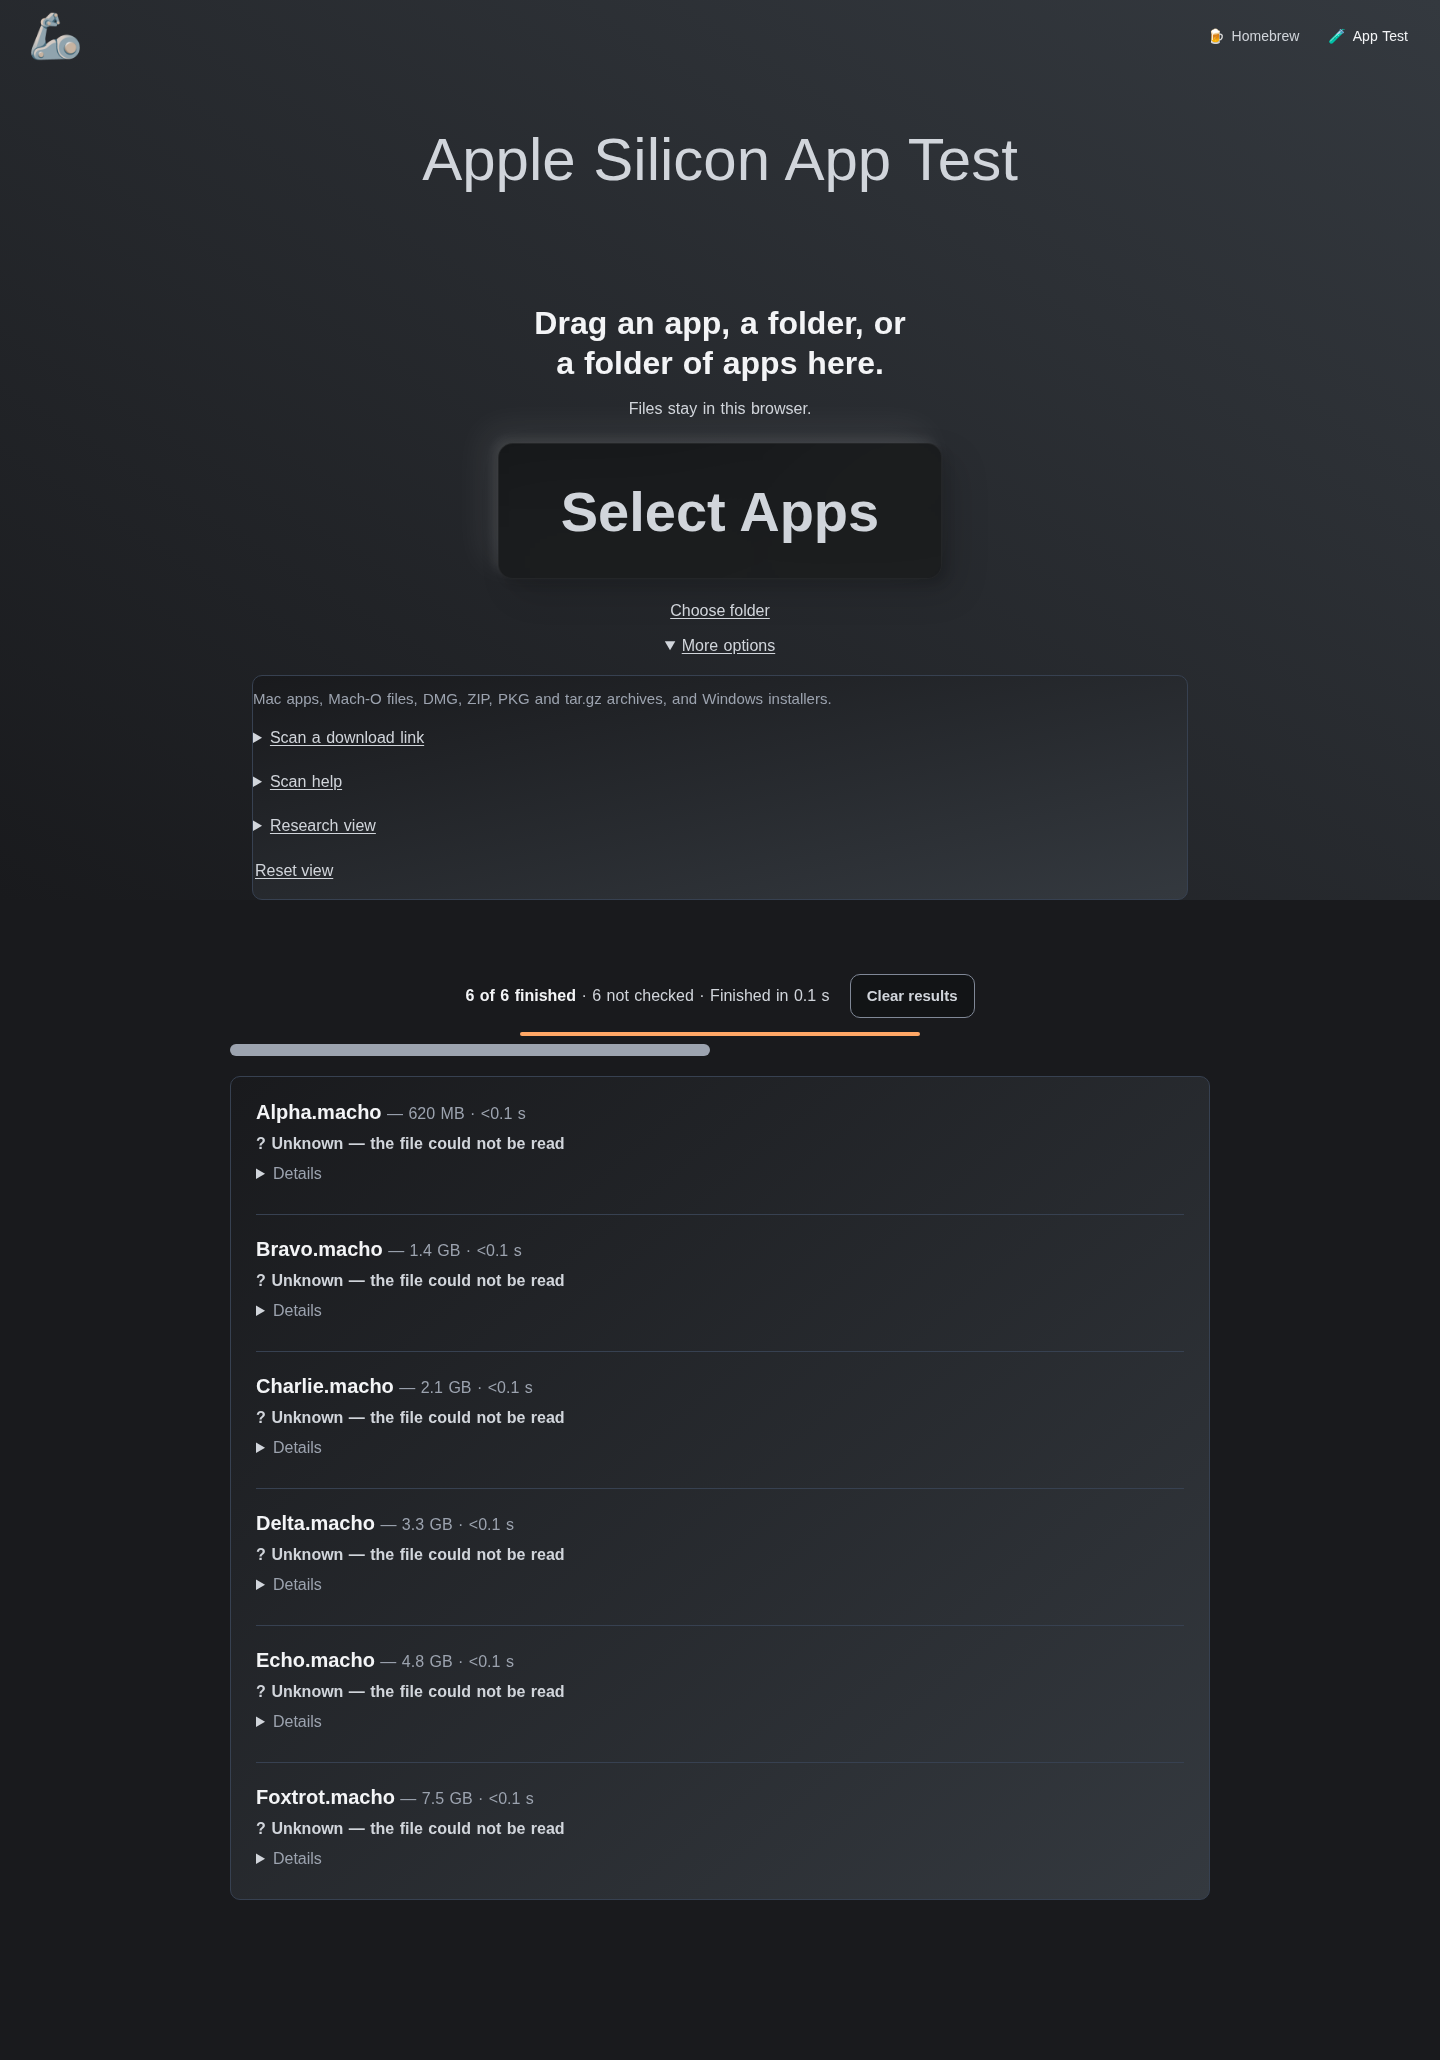 🍺 Homebrew 🧪 App Test
Apple Silicon App Test
Drag an app, a folder, or
a folder of apps here.
Files stay in this browser.
Select Apps
Choose folder
▼ More options
Mac apps, Mach-O files, DMG, ZIP, PKG and tar.gz archives, and Windows installers.
▶ Scan a download link
▶ Scan help
▶ Research view
Reset view
6 of 6 finished · 6 not checked · Finished in 0.1 s Clear results
Alpha.macho — 620 MB · <0.1 s
? Unknown — the file could not be read
▶ Details
Bravo.macho — 1.4 GB · <0.1 s
? Unknown — the file could not be read
▶ Details
Charlie.macho — 2.1 GB · <0.1 s
? Unknown — the file could not be read
▶ Details
Delta.macho — 3.3 GB · <0.1 s
? Unknown — the file could not be read
▶ Details
Echo.macho — 4.8 GB · <0.1 s
? Unknown — the file could not be read
▶ Details
Foxtrot.macho — 7.5 GB · <0.1 s
? Unknown — the file could not be read
▶ Details